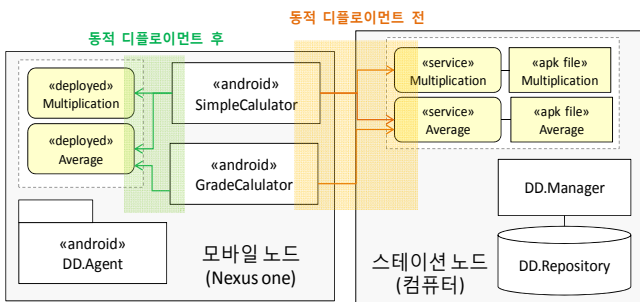 동적 디플로이먼트 전
동적 디플로이먼트 후
«deployed»
Multiplication
«deployed»
Average
«android»
SimpleCalulator
«android»
GradeCalulator
«android»
DD.Agent
모바일 노드
(Nexus one)
«service»
Multiplication
«apk file»
Multiplication
«service»
Average
«apk file»
Average
DD.Manager
DD.Repository
스테이션 노드
(컴퓨터)